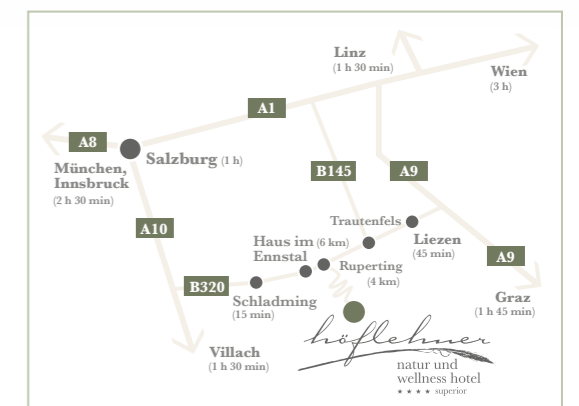 Linz
(1 h 30 min)
Wien
(3 h)
A1
A8
München,
Innsbruck
(2 h 30 min)
Salzburg (1 h)
B145
A9
A10
Trautenfels
Haus im (6 km)
Ennstal
Liezen
(45 min)
A9
Ruperting
(4 km)
B320
Schladming
(15 min)
Graz
(1 h 45 min)
höflehner
natur und
wellness hotel
★ ★ ★ ★ superior
Villach
(1 h 30 min)